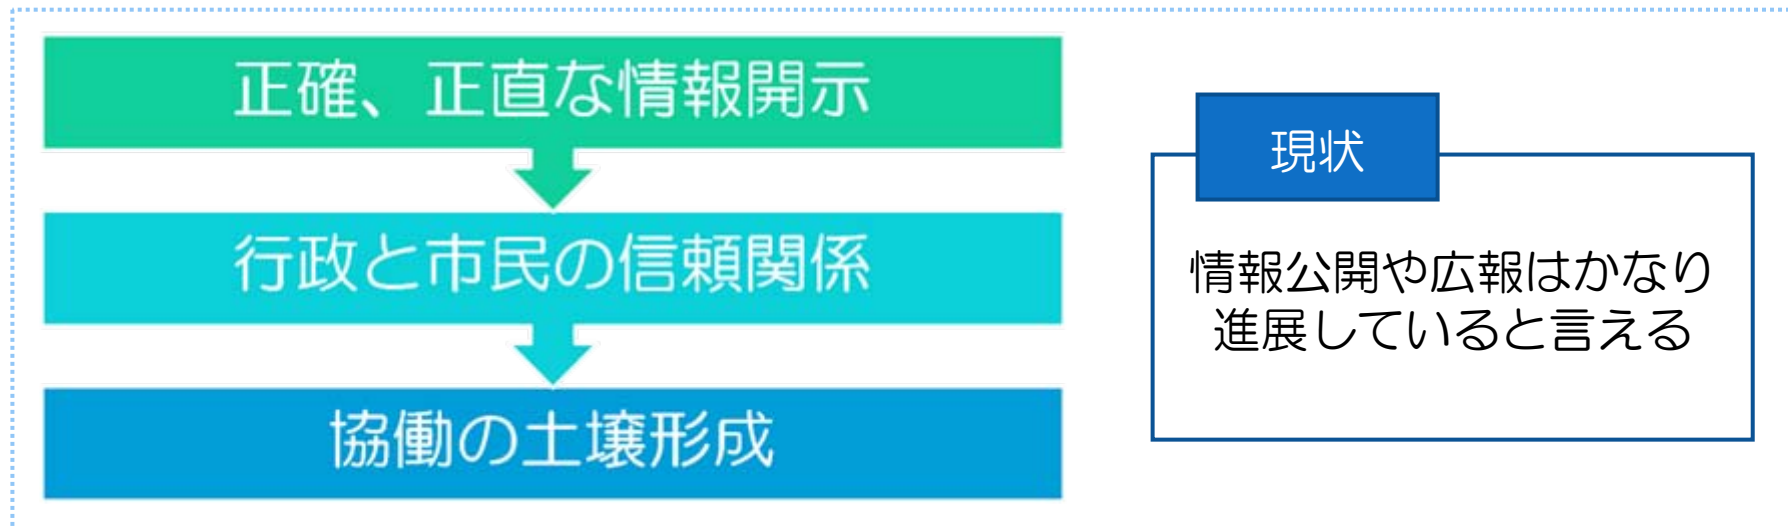 正確、正直な情報開示
行政と市民の信頼関係
協働の土壌形成
現状
情報公開や広報はかなり
進展していると言える